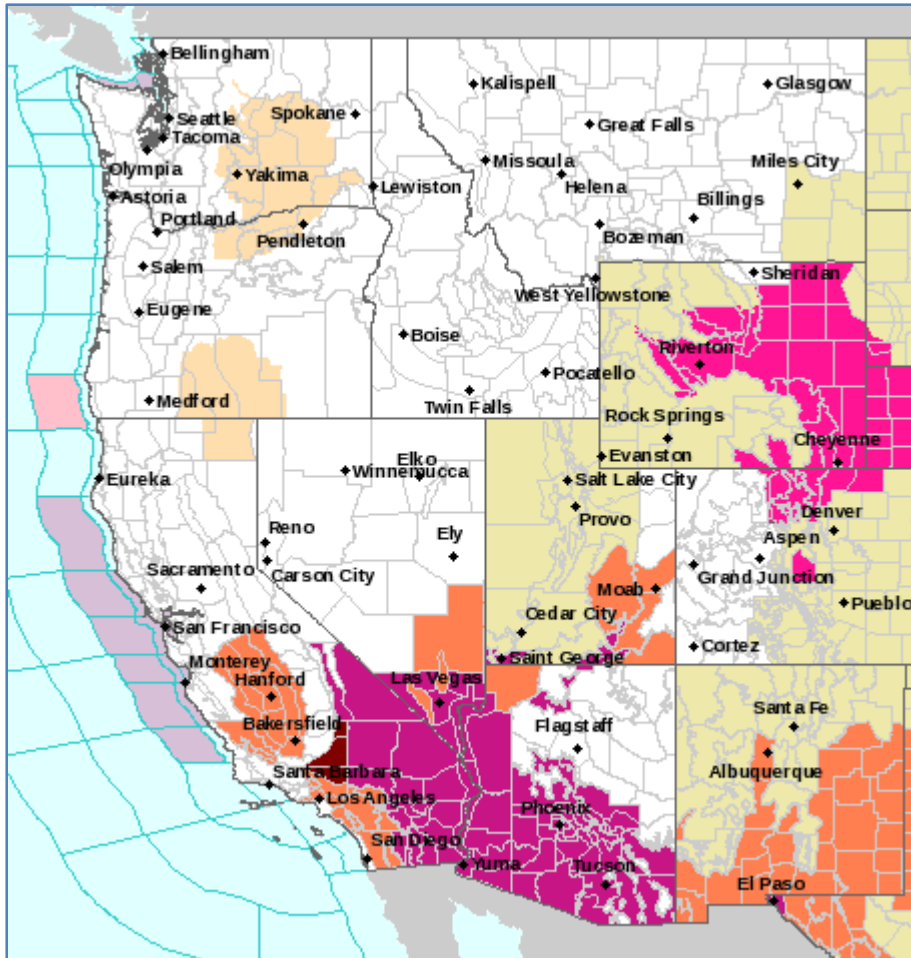 Bellingham
Kalispell
Glasgow
Spokane
Seattle
Great Falls
Tacoma
Olympia
Missoula
Miles City
Yakima
Lewiston
Helena
Astoria
Billings
Portland
Pendleton
Bozeman
Salem
Sheridan
West Yellowstone
Eugene
Boise
Riverton
Pocatello
Medford
Twin Falls
Rock Springs
Cheyenne
Elko
Evanston
Winnemucca
Eureka
Salt Lake City
Provo
Denver
Reno
Ely
Aspen
Sacramento
Carson City
Grand Junction
Moab
Pueblo
San Francisco
Cedar City
Cortez
Monterey
Saint George
Hanford
Las Vegas
Santa Fe
Bakersfield
Flagstaff
Albuquerque
Santa Barbara
Los Angeles
Phoenix
San Diego
Yuma
Tucson
El Paso